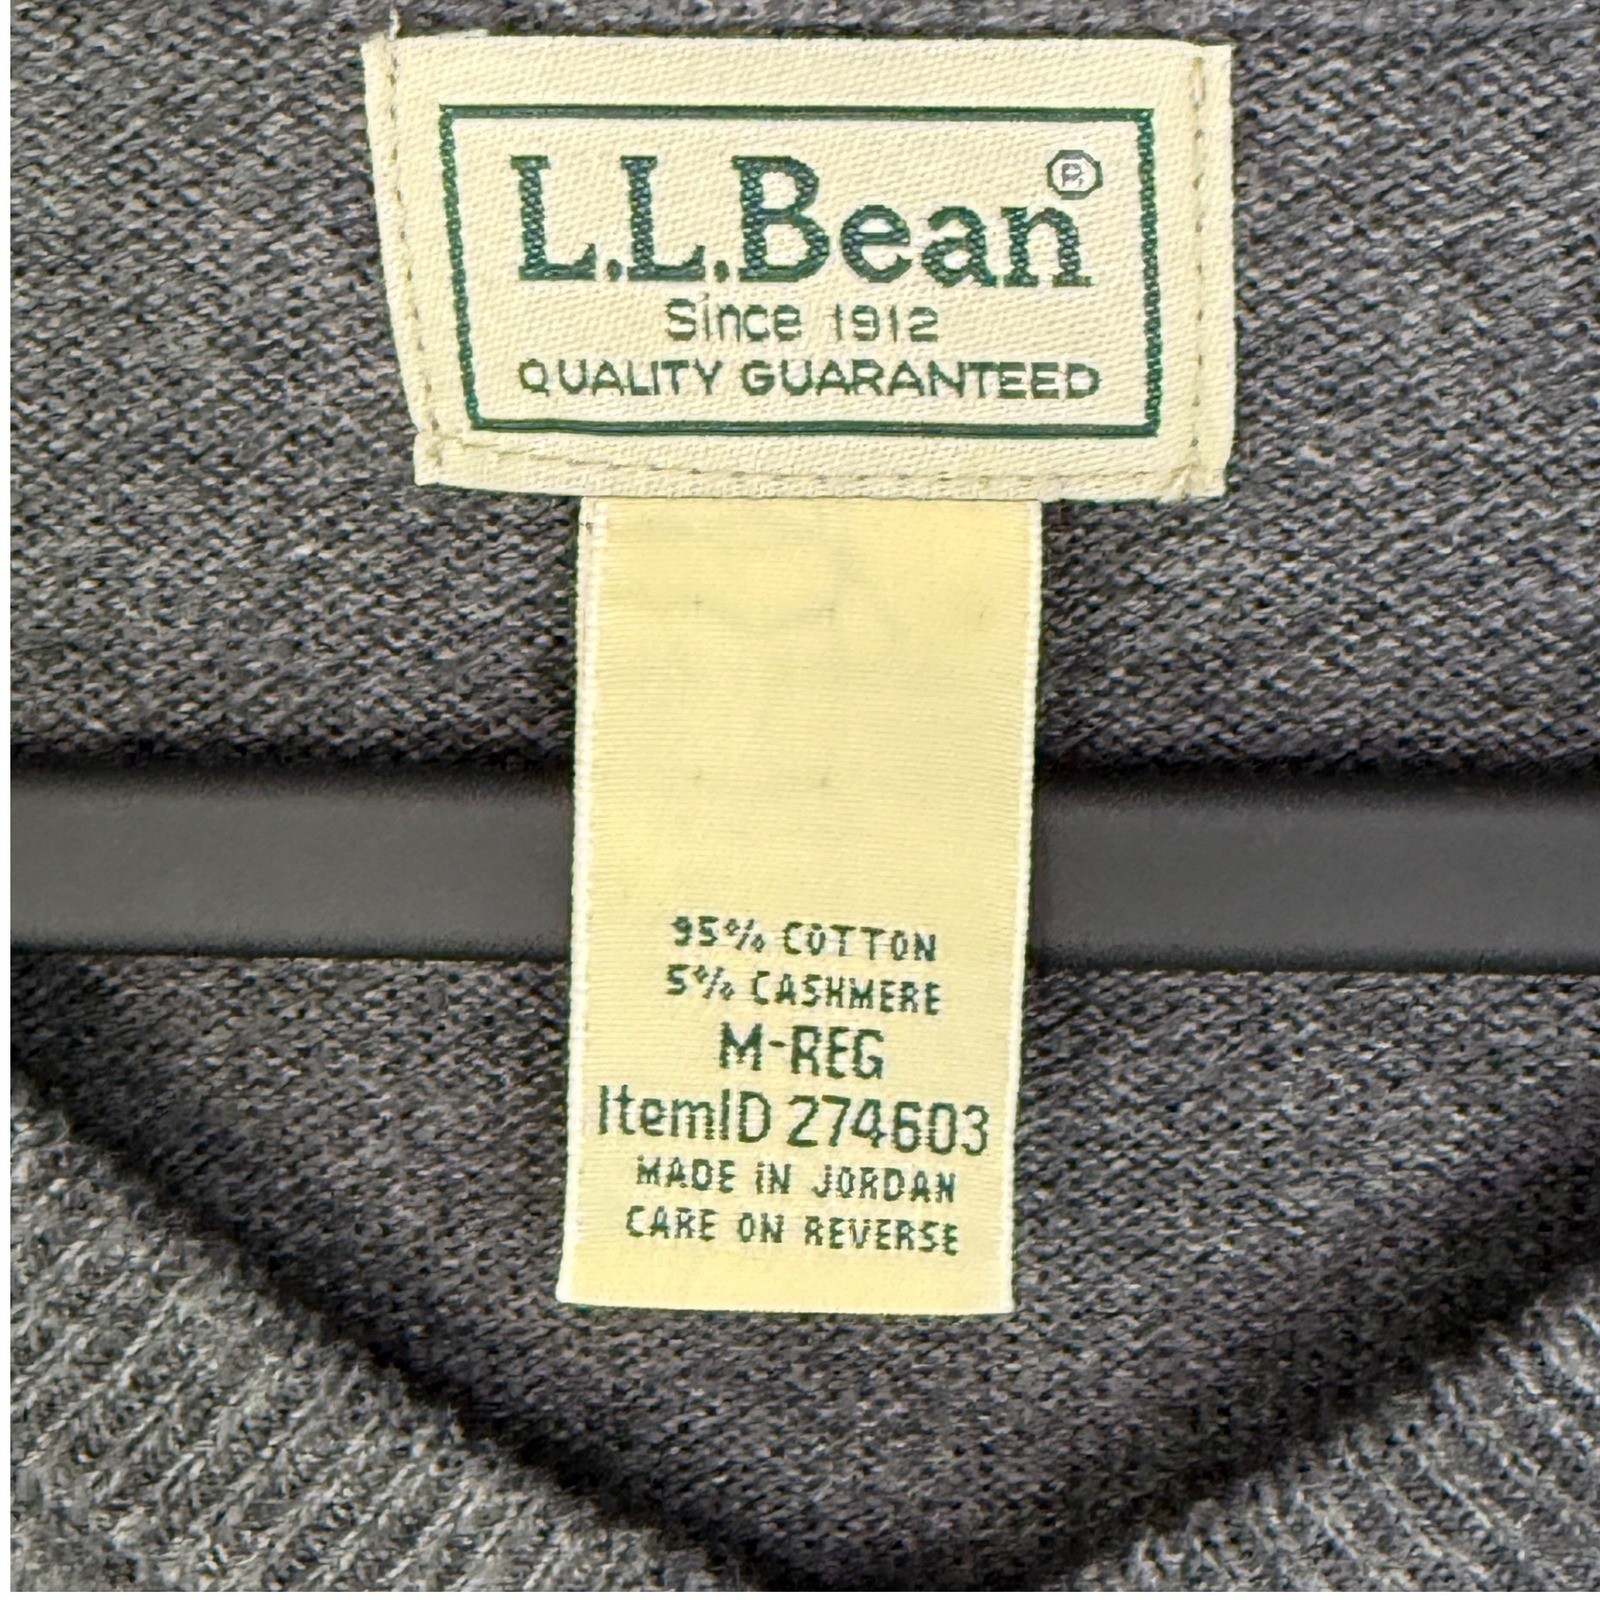 L.L.Bean®
Since 1912
QUALITY GUARANTEED
95% COTTON
5% CASHMERE
M-REG
ItemID 274603
MADE IN JORDAN
CARE ON REVERSE